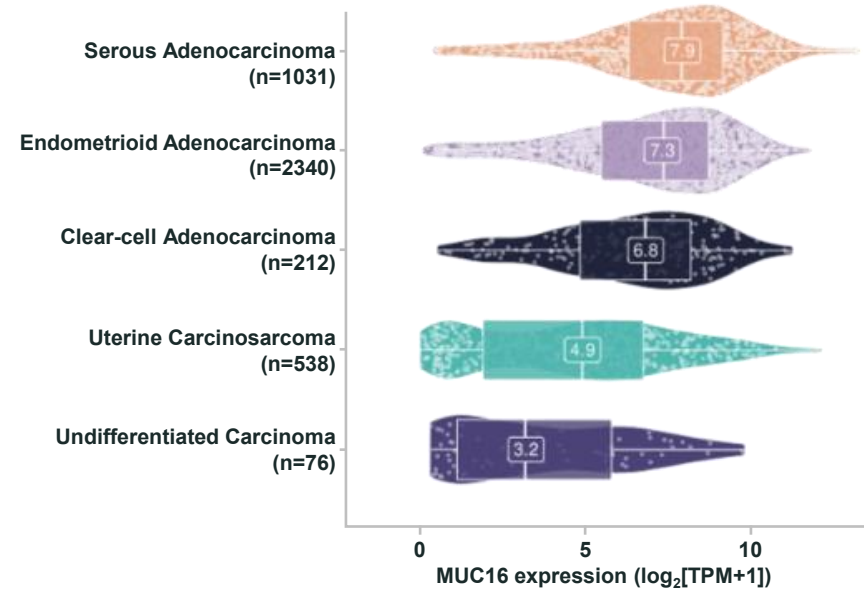 Serous Adenocarcinoma
(n=1031)
7.9
Endometrioid Adenocarcinoma
(n=2340)
7.3
Clear-cell Adenocarcinoma
(n=212)
6.8
Uterine Carcinosarcoma
(n=538)
4.9
Undifferentiated Carcinoma
(n=76)
3.2
0 5 10
MUC16 expression (log₂[TPM+1])